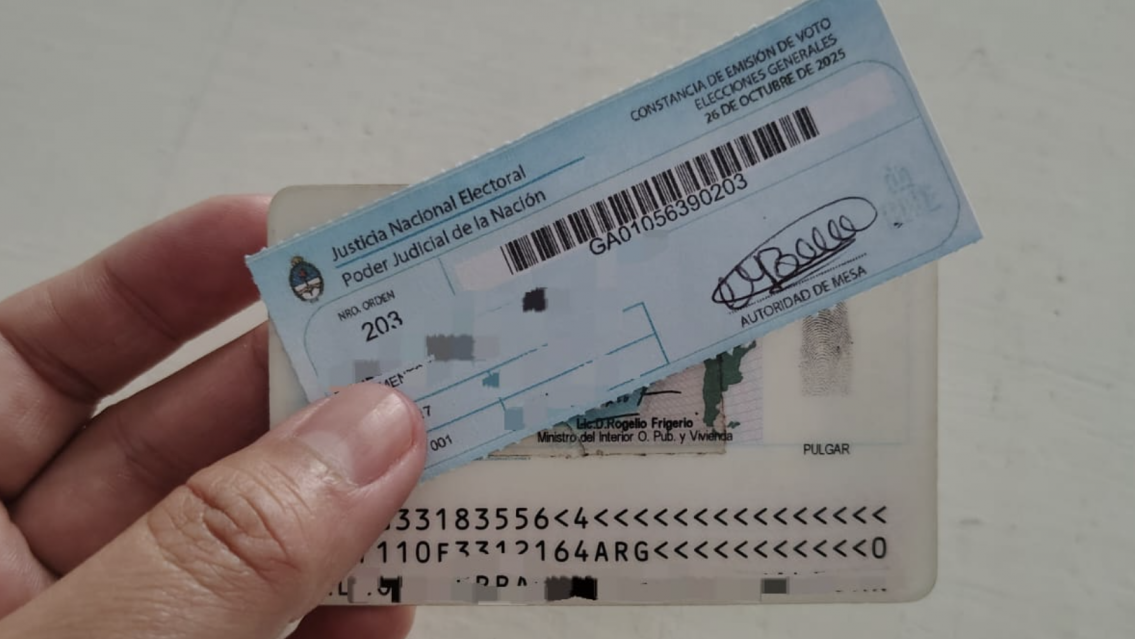 CONSTANCIA DE EMISIÓN DE VOTO
ELECCIONES GENERALES
26 DE OCTUBRE DE 2025
Justicia Nacional Electoral
Poder Judicial de la Nación
GA01056390203
NRO. ORDEN
203
AUTORIDAD DE MESA
001
Lic.D.Rogelio Frigerio
Ministro del Interior O. Pub. y Vivienda
PULGAR
33183556<4<<<<<<<<<<<<<<<
110F3312164ARG<<<<<<<<<<<0